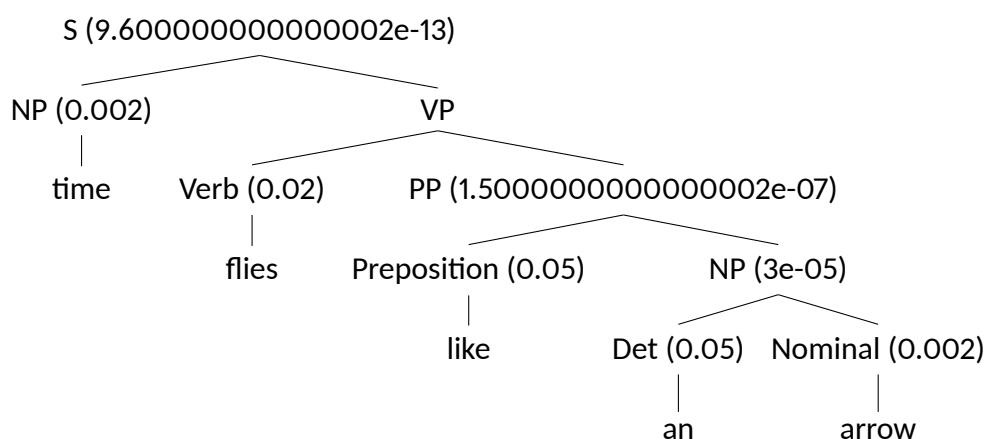 S (9.600000000000002e-13)
NP (0.002) VP
time Verb (0.02) PP (1.5000000000000002e-07)
flies Preposition (0.05) NP (3e-05)
like Det (0.05) Nominal (0.002)
an arrow